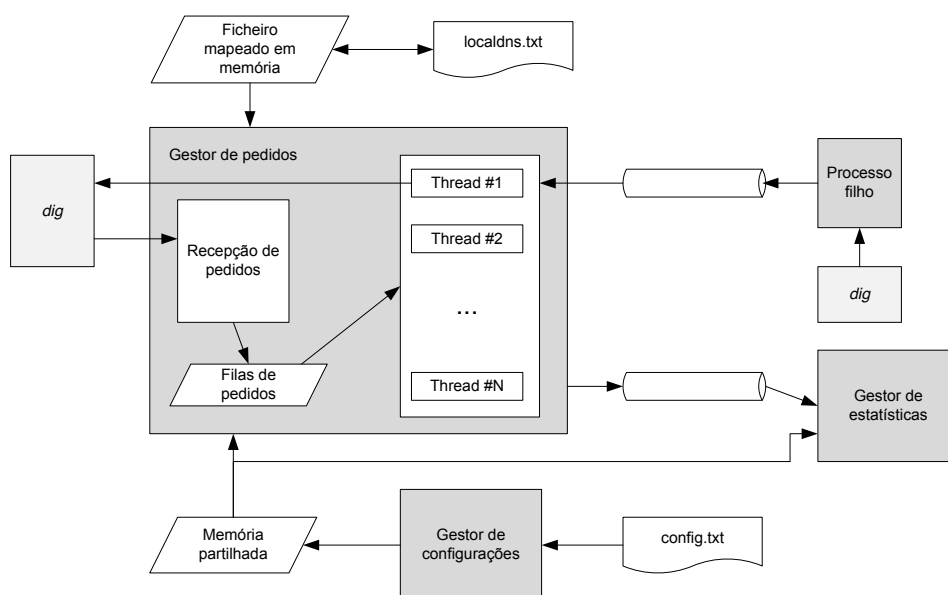 Ficheiro
mapeado em
memória
localdns.txt
Gestor de pedidos
dig
Recepção de
pedidos
Filas de
pedidos
Thread #1
Thread #2
...
Thread #N
Processo
filho
dig
Gestor de
estatísticas
Memória
partilhada
Gestor de
configurações
config.txt